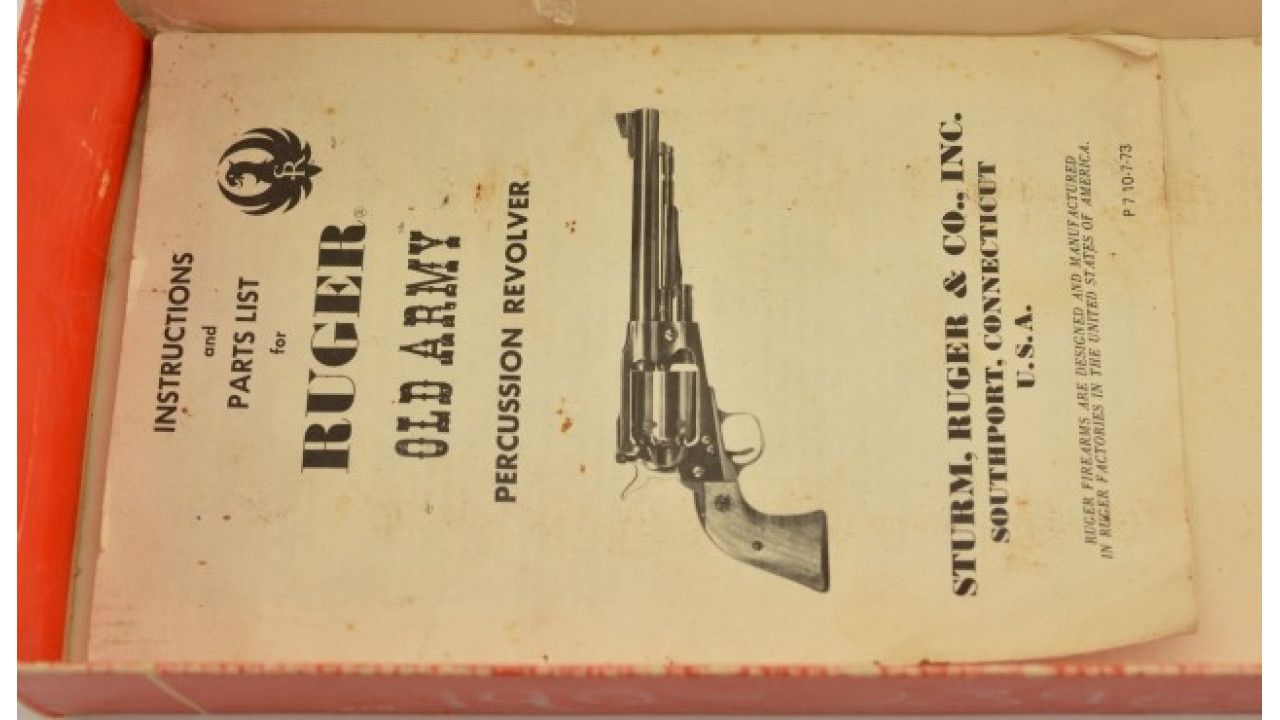 INSTRUCTIONS
and
PARTS LIST
for
RUGER®
OLD ARMY™
PERCUSSION REVOLVER
STURM, RUGER & CO., INC.
SOUTHPORT, CONNECTICUT
U.S.A.
RUGER FIREARMS ARE DESIGNED AND MANUFACTURED
IN RUGER FACTORIES IN THE UNITED STATES OF AMERICA.
P 7 10-7-73